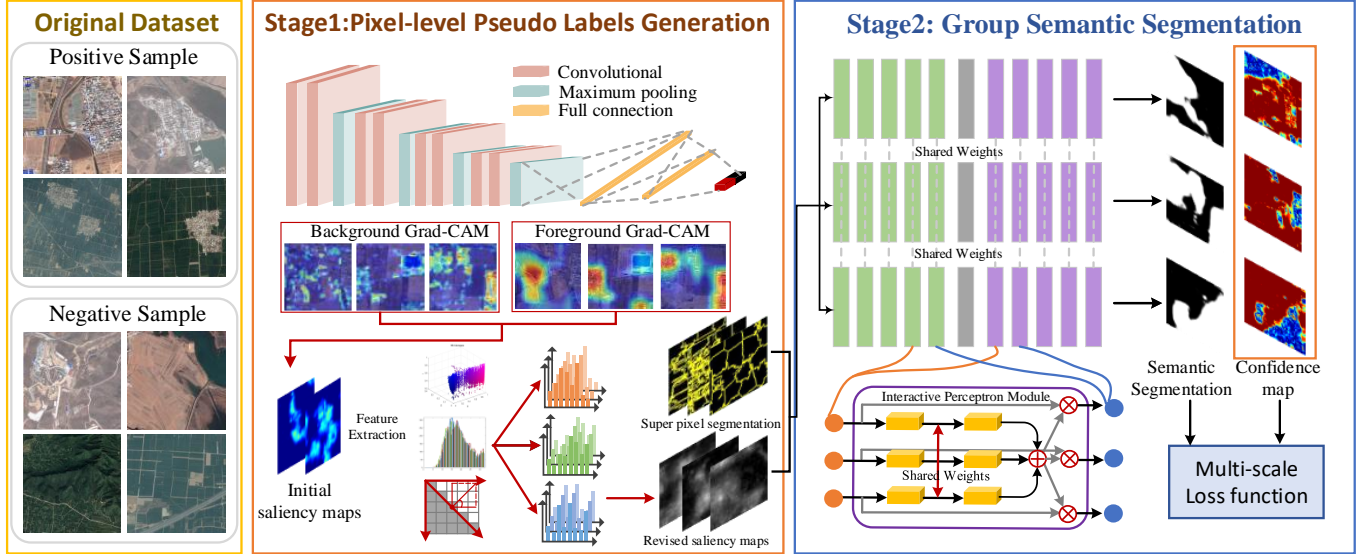 Original Dataset
Positive Sample
Negative Sample
Stage1:Pixel-level Pseudo Labels Generation
Convolutional
Maximum pooling
Full connection
Background Grad-CAM
Foreground Grad-CAM
Initial
saliency maps
Feature
Extraction
Super pixel segmentation
Revised saliency maps
Stage2: Group Semantic Segmentation
Shared Weights
Shared Weights
Semantic
Segmentation
Confidence
map
Interactive Perceptron Module
Shared Weights
Multi-scale
Loss function